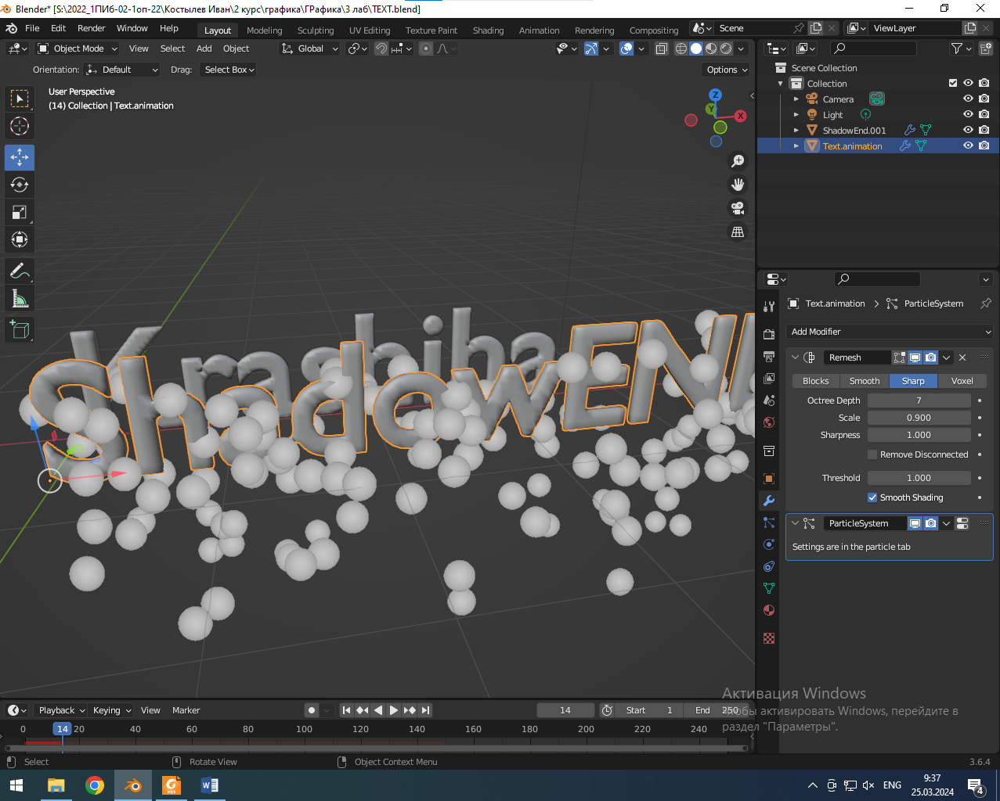 Blender* [S:\2022_1ПИб-02-1оп-22\Костылев Иван\2 курс\графика\ГРафика\3 лаб\TEXT.blend]
File Edit Render Window Help Layout Modeling Sculpting UV Editing Texture Paint Shading Animation Rendering Compositing Scene ViewLayer
Object Mode View Select Add Object Global
Orientation: Default Drag: Select Box Options
User Perspective
(14) Collection | Text.animation
Z
Y
X
Scene Collection
Collection
Camera
Light
ShadowEnd.001
Text.animation
Krashiha
ShadowEN
Text.animation ParticleSystem
Add Modifier
Remesh
Blocks Smooth Sharp Voxel
Octree Depth 7
Scale 0.900
Sharpness 1.000
Remove Disconnected
Threshold 1.000
Smooth Shading
ParticleSystem
Settings are in the particle tab
Активация Windows
Чтобы активировать Windows, перейдите в
раздел "Параметры".
Playback Keying View Marker 14 Start 1 End 250
0 14 20 40 60 80 100 120 140 160 180 200 220 240
Select Rotate View Object Context Menu 3.6.4
PDF
ENG
9:37
25.03.2024
4